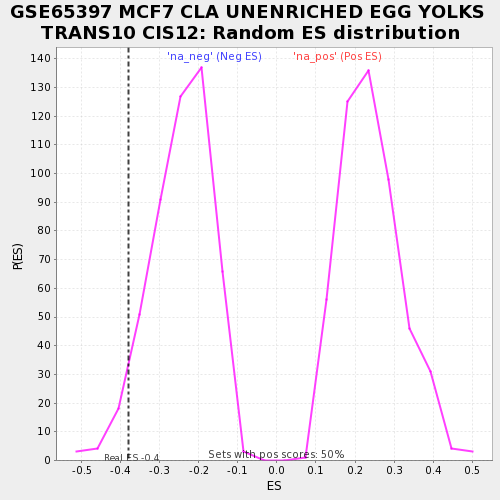 GSE65397 MCF7 CLA UNENRICHED EGG YOLKS
TRANS10 CIS12: Random ES distribution
'na_neg' (Neg ES) 'na_pos' (Pos ES)
140
130
120
110
100
90
80
70
60
50
40
30
20
10
0
P(ES)
Real ES -0.4
Sets with pos scores: 50%
-0.5 -0.4 -0.3 -0.2 -0.1 0.0 0.1 0.2 0.3 0.4 0.5
ES